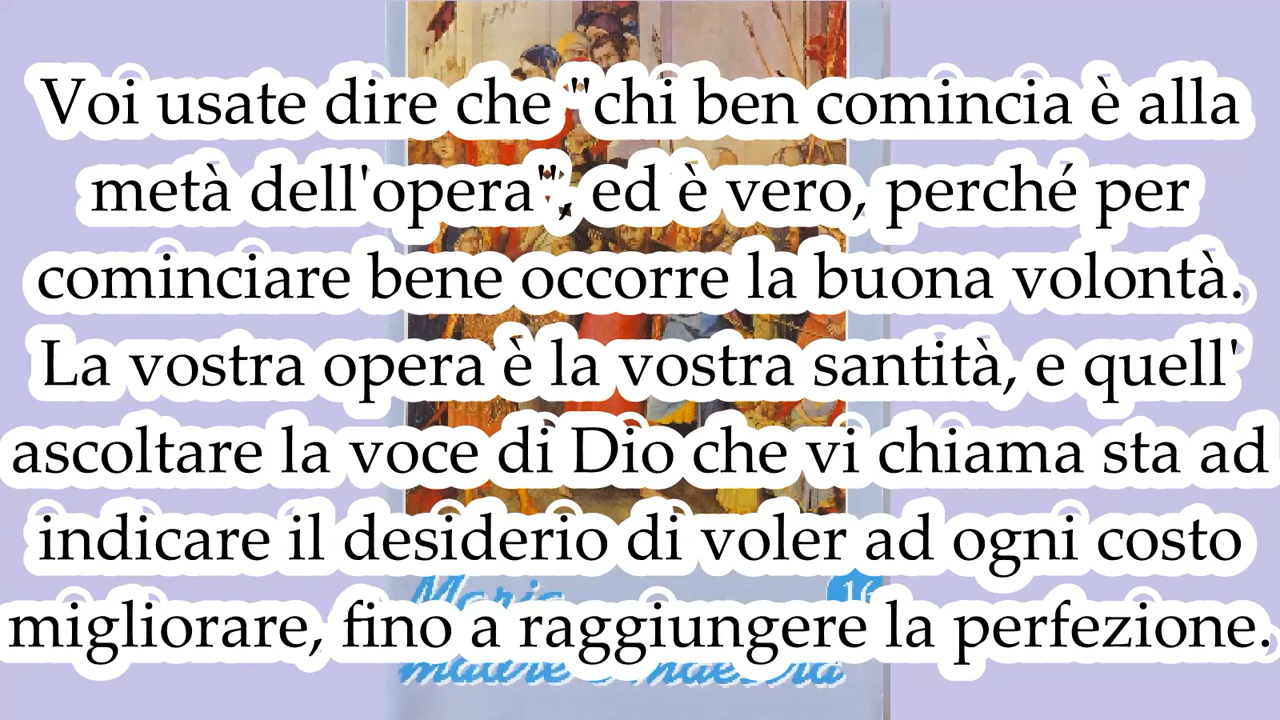 Voi usate dire che "chi ben comincia è alla
metà dell'opera", ed è vero, perché per
cominciare bene occorre la buona volontà.
La vostra opera è la vostra santità, e quell'
ascoltare la voce di Dio che vi chiama sta ad
indicare il desiderio di voler ad ogni costo
migliorare, fino a raggiungere la perfezione.